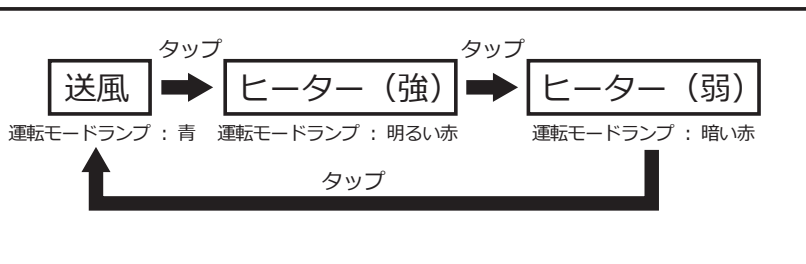 タップ タップ
送風 ヒーター（強） ヒーター（弱）
運転モードランプ ： 青 運転モードランプ ： 明るい赤 運転モードランプ ： 暗い赤
タップ